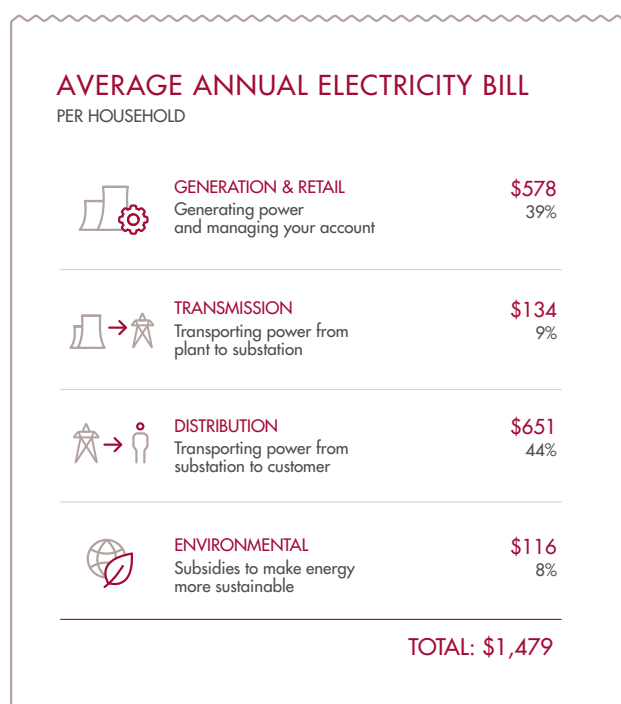 AVERAGE ANNUAL ELECTRICITY BILL
PER HOUSEHOLD
GENERATION & RETAIL
Generating power
and managing your account
$578
39%
TRANSMISSION
Transporting power from
plant to substation
$134
9%
DISTRIBUTION
Transporting power from
substation to customer
$651
44%
ENVIRONMENTAL
Subsidies to make energy
more sustainable
$116
8%
TOTAL: $1,479